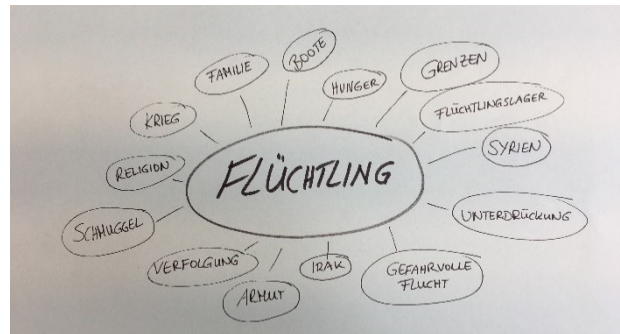 BOOTE
FAMILIE
HUNGER
GRENZEN
FLÜCHTLINGSLAGER
KRIEG
SYRIEN
RELIGION
FLÜCHTLING
UNTERDRÜCKUNG
SCHMUGGEL
VERFOLGUNG
IRAK
GEFAHRVOLLE
FLUCHT
ARMUT